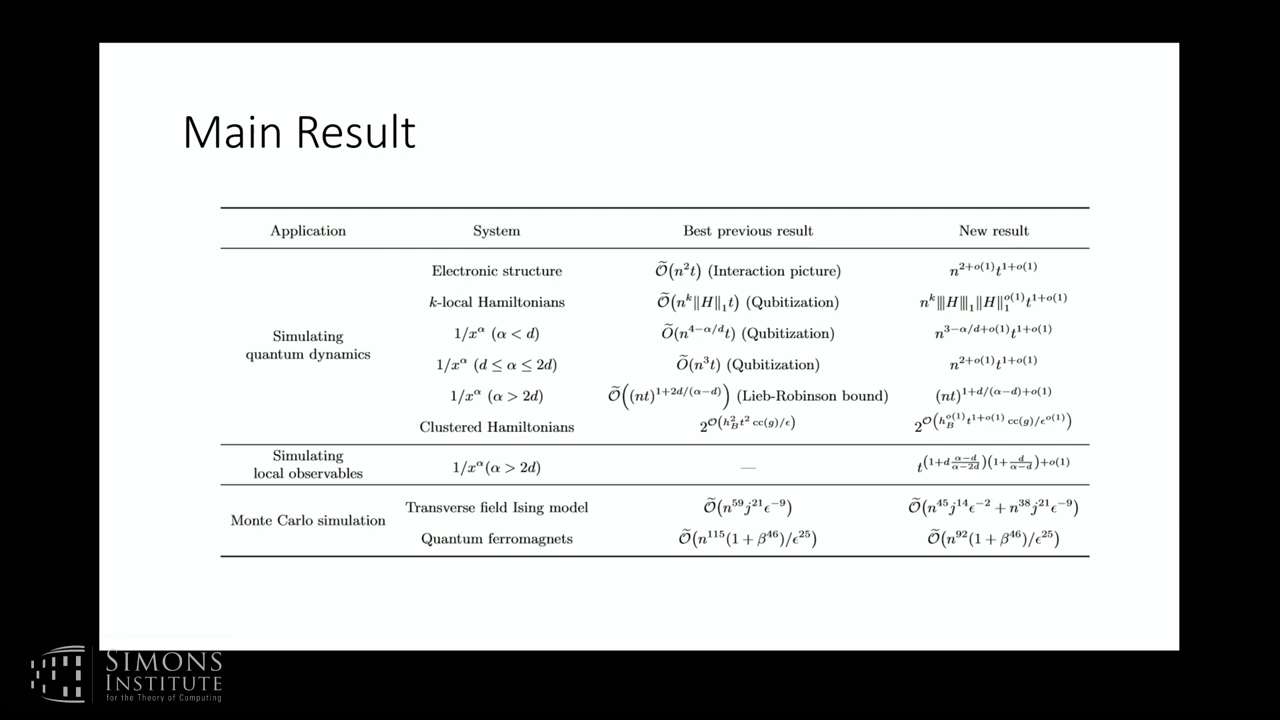 Main Result
Application System Best previous result New result
Simulating quantum dynamics
Electronic structure Õ(n²t) (Interaction picture) n^{2+o(1)}t^{1+o(1)}
k-local Hamiltonians Õ(n^k‖H‖₁t) (Qubitization) n^k|||H|||₁‖H‖₁^{o(1)}t^{1+o(1)}
1/x^α (α < d) Õ(n^{4−α/d}t) (Qubitization) n^{3−α/d+o(1)}t^{1+o(1)}
1/x^α (d ≤ α ≤ 2d) Õ(n³t) (Qubitization) n^{2+o(1)}t^{1+o(1)}
1/x^α (α > 2d) Õ((nt)^{1+2d/(α−d)}) (Lieb-Robinson bound) (nt)^{1+d/(α−d)+o(1)}
Clustered Hamiltonians 2^{O(h_B^2 t^2 cc(g)/ϵ)} 2^{O(h_B^{o(1)} t^{1+o(1)} cc(g)/ϵ^{o(1)})}
Simulating local observables
1/x^α(α > 2d) — t^{(1+d\frac{α−d}{α−2d})(1+\frac{d}{α−d})+o(1)}
Monte Carlo simulation
Transverse field Ising model Õ(n^{59}j^{21}ϵ^{−9}) Õ(n^{45}j^{14}ϵ^{−2} + n^{38}j^{21}ϵ^{−9})
Quantum ferromagnets Õ(n^{115}(1 + β^{46})/ϵ^{25}) Õ(n^{92}(1 + β^{46})/ϵ^{25})
SIMONS
INSTITUTE
for the Theory of Computing